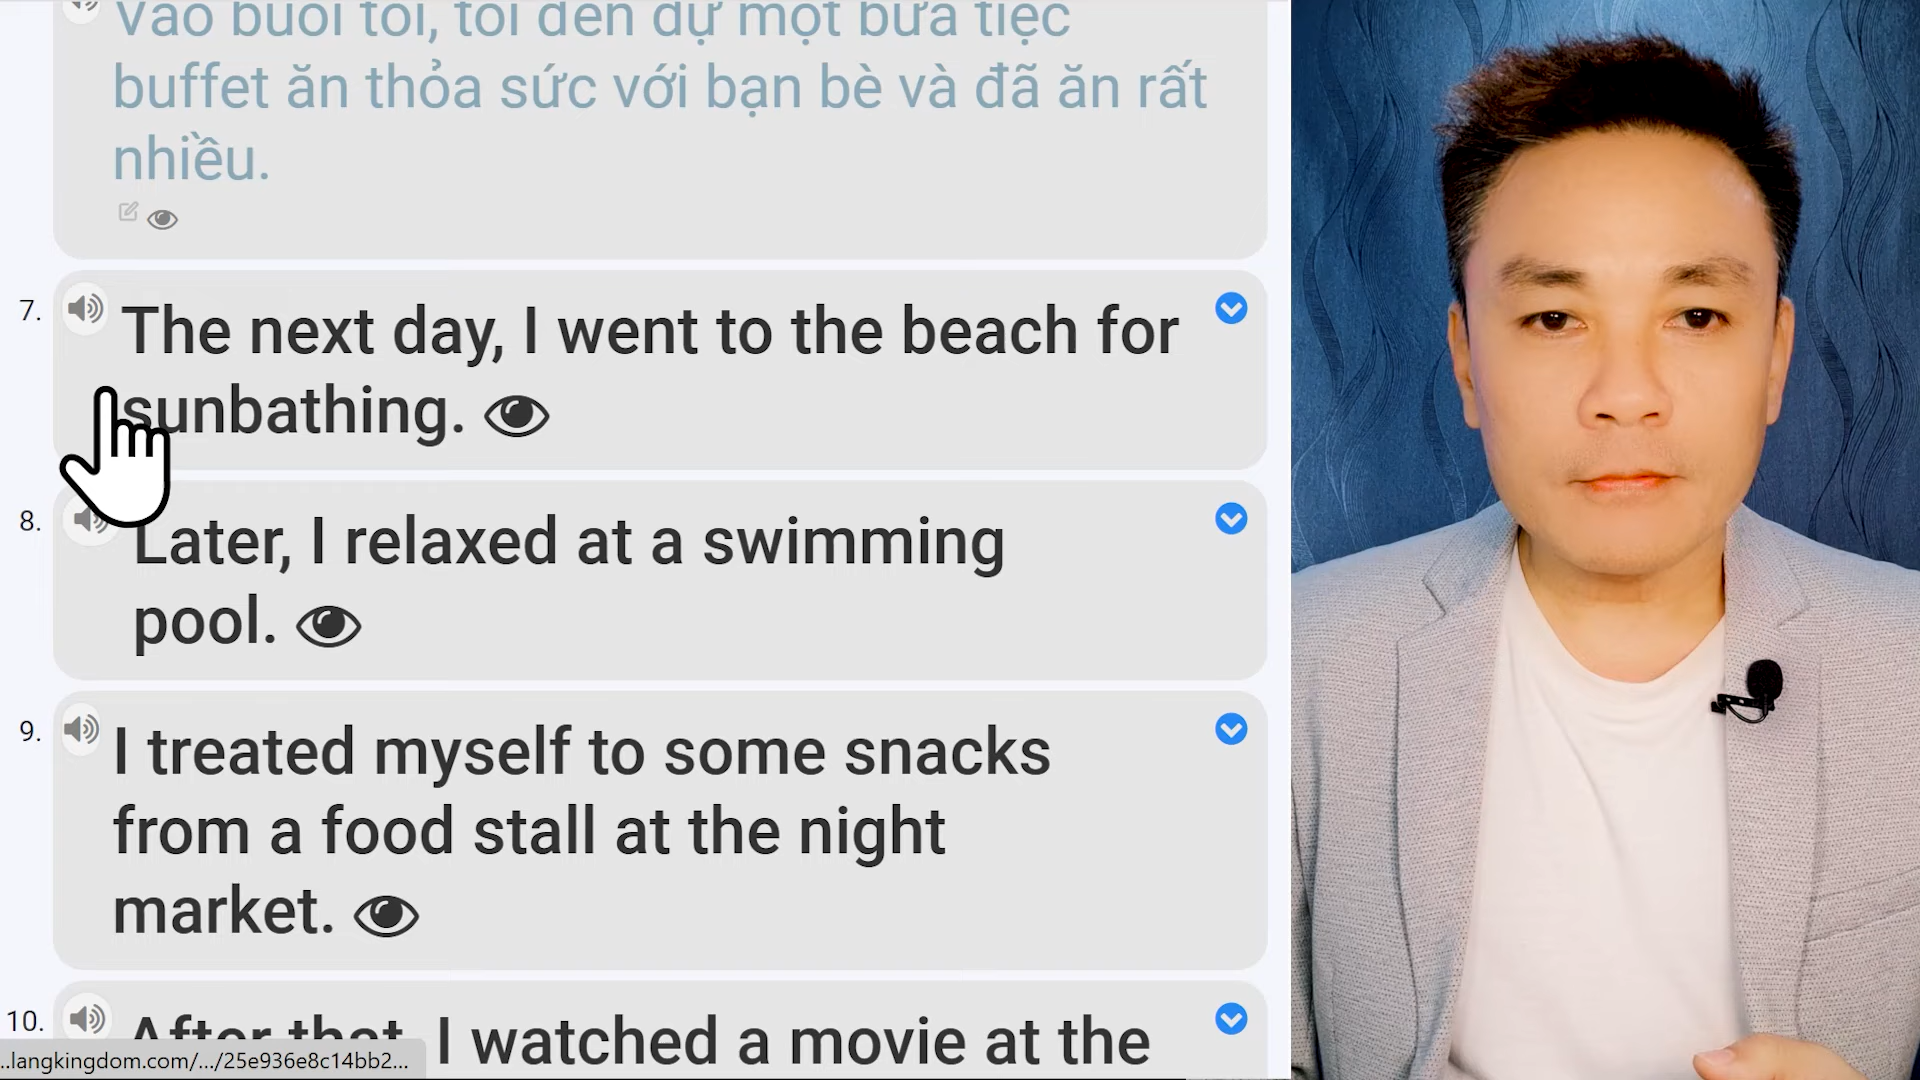 Vào buổi tối, tôi đến dự một bữa tiệc
buffet ăn thỏa sức với bạn bè và đã ăn rất
nhiều.
7. The next day, I went to the beach for
sunbathing.
8. Later, I relaxed at a swimming
pool.
9. I treated myself to some snacks
from a food stall at the night
market.
10. After that, I watched a movie at the
..langkingdom.com/.../25e936e8c14bb2...